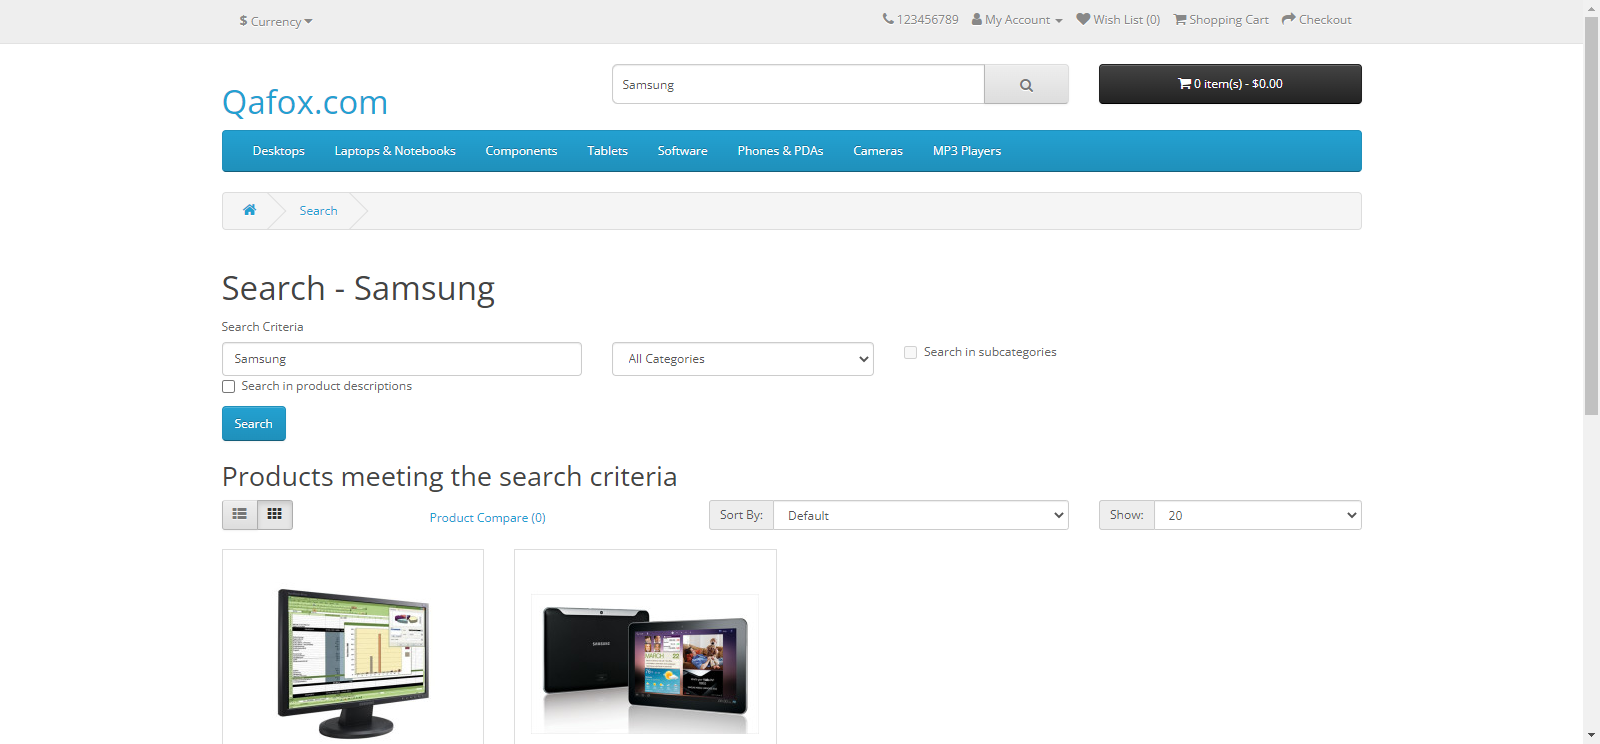 $ Currency
123456789 My Account Wish List (0) Shopping Cart Checkout
Qafox.com
Samsung
0 item(s) - $0.00
Desktops Laptops & Notebooks Components Tablets Software Phones & PDAs Cameras MP3 Players
Search
Search - Samsung
Search Criteria
Samsung
All Categories
Search in subcategories
Search in product descriptions
Search
Products meeting the search criteria
Product Compare (0)
Sort By: Default
Show: 20
SAMSUNG
MARCH 22